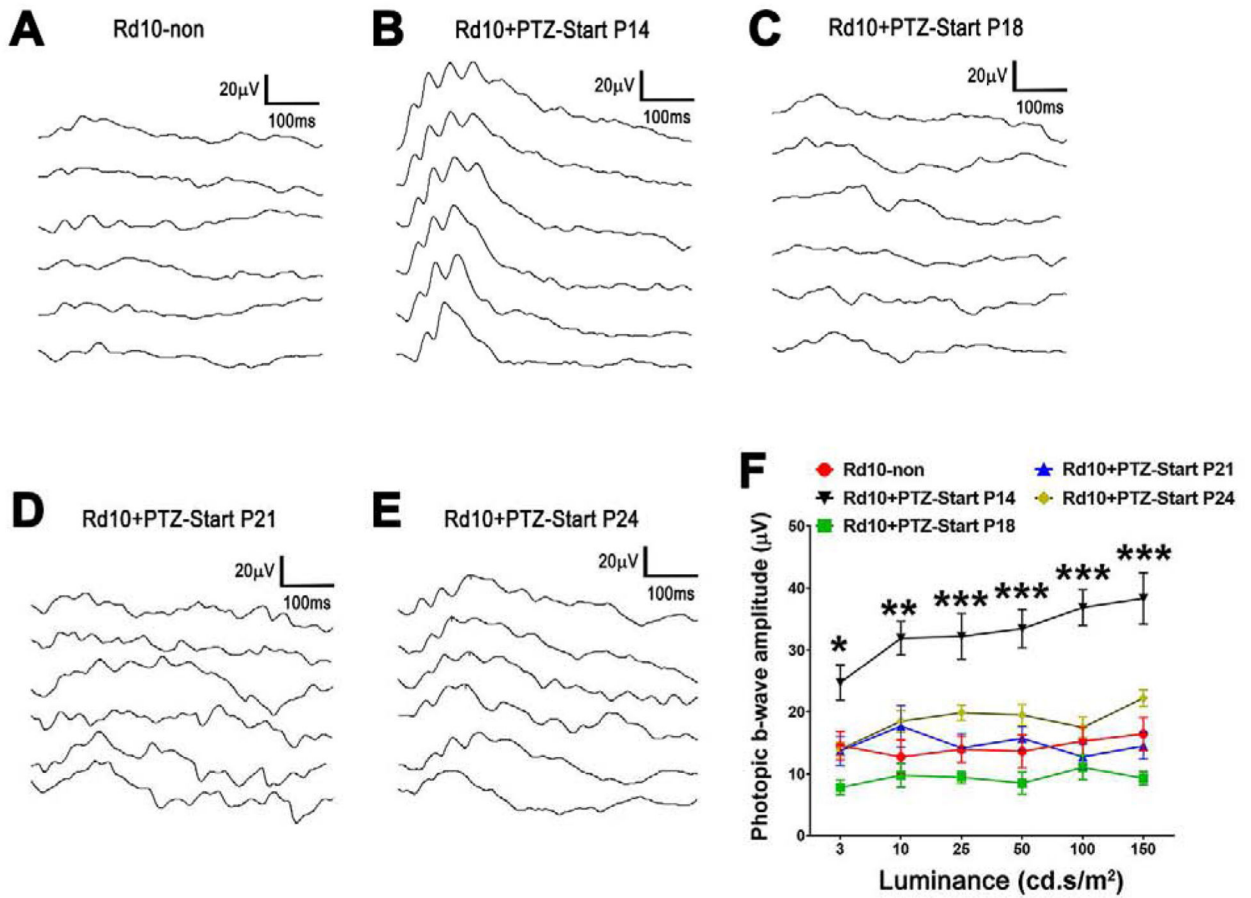 A Rd10-non
20μV
100ms
B Rd10+PTZ-Start P14
20μV
100ms
C Rd10+PTZ-Start P18
20μV
100ms
D Rd10+PTZ-Start P21
20μV
100ms
E Rd10+PTZ-Start P24
20μV
100ms
F
Rd10-non
Rd10+PTZ-Start P14
Rd10+PTZ-Start P18
Rd10+PTZ-Start P21
Rd10+PTZ-Start P24
Photopic b-wave amplitude (μV)
50
40
30
20
10
0
* ** *** *** *** ***
3 10 25 50 100 150
Luminance (cd.s/m²)